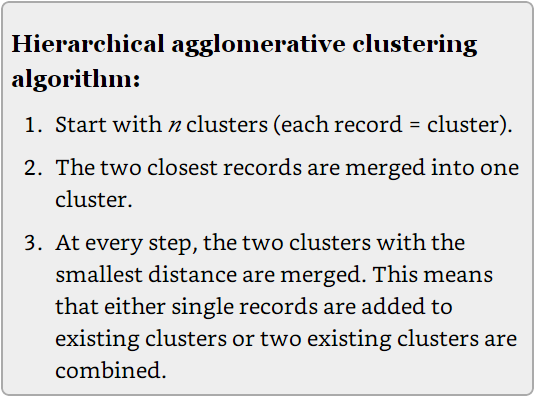 Hierarchical agglomerative clustering
algorithm:
1. Start with n clusters (each record = cluster).
2. The two closest records are merged into one
cluster.
3. At every step, the two clusters with the
smallest distance are merged. This means
that either single records are added to
existing clusters or two existing clusters are
combined.